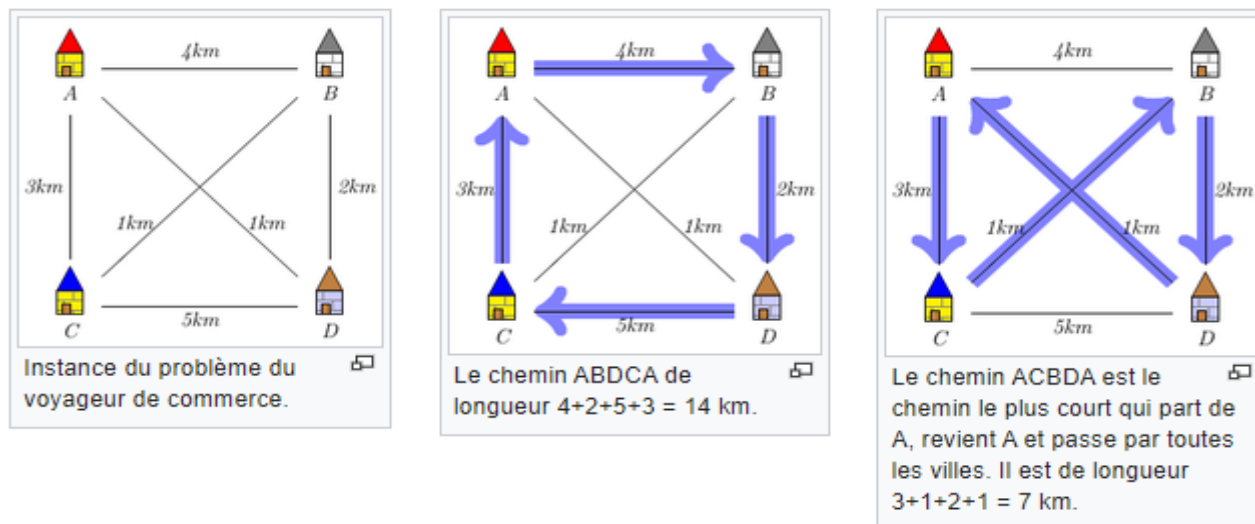 A
4km
B
3km
1km
1km
2km
C
5km
D
Instance du problème du
voyageur de commerce.
A
4km
B
3km
1km
1km
2km
C
5km
D
Le chemin ABDCA de
longueur 4+2+5+3 = 14 km.
A
4km
B
3km
1km
1km
2km
C
5km
D
Le chemin ACBDA est le
chemin le plus court qui part de
A, revient A et passe par toutes
les villes. Il est de longueur
3+1+2+1 = 7 km.